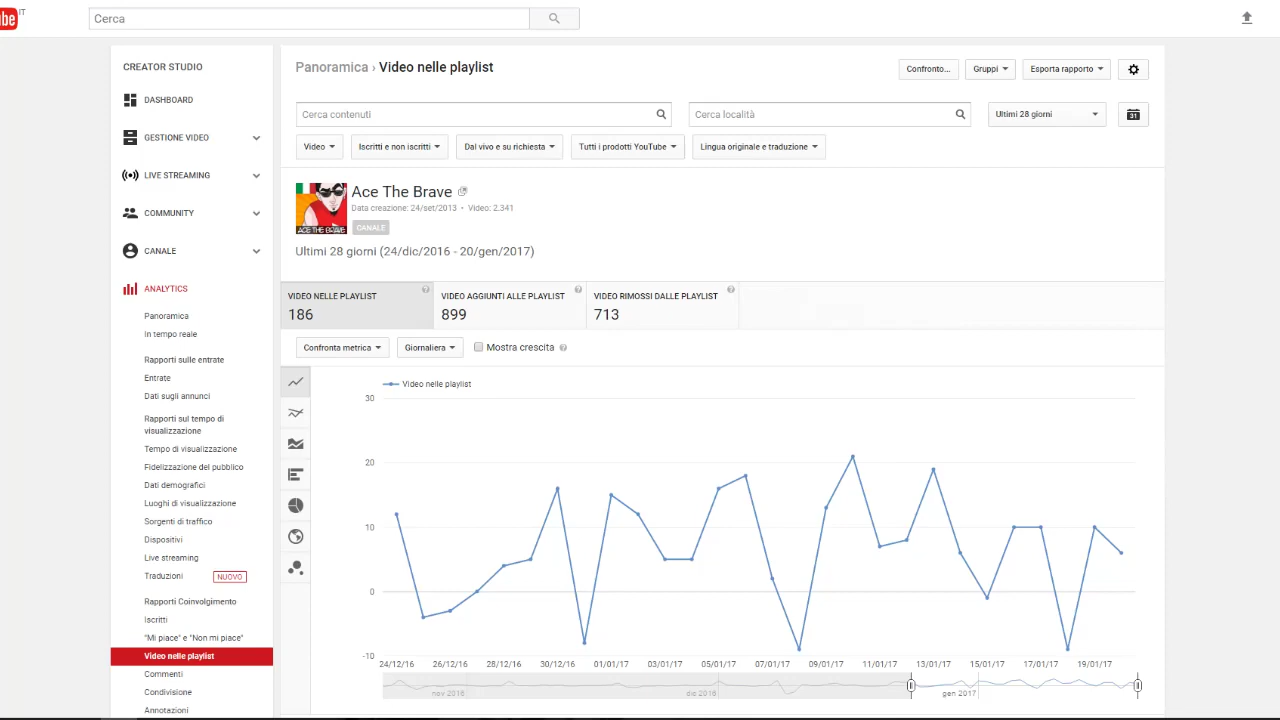 be IT
Cerca
CREATOR STUDIO
DASHBOARD
GESTIONE VIDEO
LIVE STREAMING
COMMUNITY
CANALE
ANALYTICS
Panoramica
In tempo reale
Rapporti sulle entrate
Entrate
Dati sugli annunci
Rapporti sul tempo di
visualizzazione
Tempo di visualizzazione
Fidelizzazione del pubblico
Dati demografici
Luoghi di visualizzazione
Sorgenti di traffico
Dispositivi
Live streaming
Traduzioni NUOVO
Rapporti Coinvolgimento
Iscritti
"Mi piace" e "Non mi piace"
Video nelle playlist
Commenti
Condivisione
Annotazioni
Panoramica › Video nelle playlist
Confronto... Gruppi Esporta rapporto
Cerca contenuti Cerca località Ultimi 28 giorni 31
Video Iscritti e non iscritti Dal vivo e su richiesta Tutti i prodotti YouTube Lingua originale e traduzione
ACE THE BRAVE
Ace The Brave
Data creazione: 24/set/2013 • Video: 2.341
CANALE
Ultimi 28 giorni (24/dic/2016 - 20/gen/2017)
VIDEO NELLE PLAYLIST ? VIDEO AGGIUNTI ALLE PLAYLIST ? VIDEO RIMOSSI DALLE PLAYLIST ?
186 899 713
Confronta metrica Giornaliera Mostra crescita ?
Video nelle playlist
30
20
10
0
-10
24/12/16 26/12/16 28/12/16 30/12/16 01/01/17 03/01/17 05/01/17 07/01/17 09/01/17 11/01/17 13/01/17 15/01/17 17/01/17 19/01/17
nov 2016 dic 2016 gen 2017